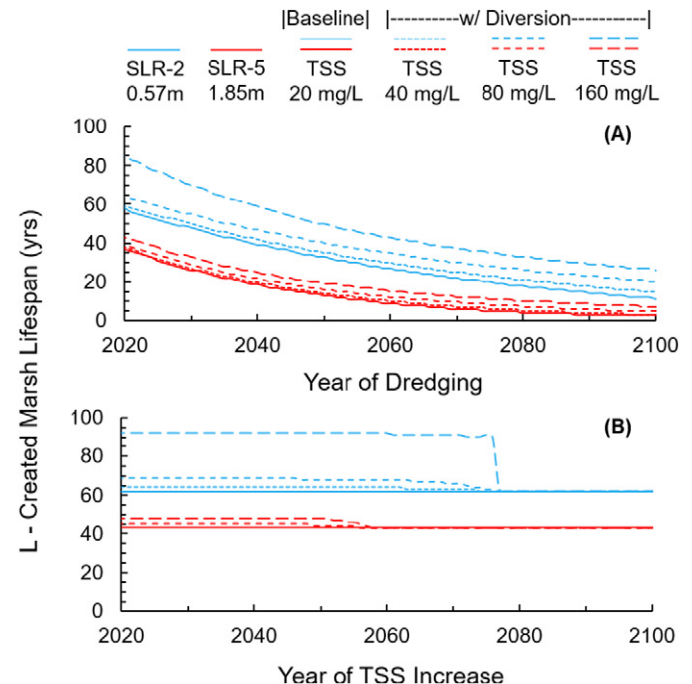 |Baseline| |----------w/ Diversion-----------|
SLR-2 SLR-5 TSS TSS TSS TSS
0.57m 1.85m 20 mg/L 40 mg/L 80 mg/L 160 mg/L
L - Created Marsh Lifespan (yrs)
(A)
100
80
60
40
20
0
2020 2040 2060 2080 2100
Year of Dredging
(B)
100
80
60
40
20
0
2020 2040 2060 2080 2100
Year of TSS Increase